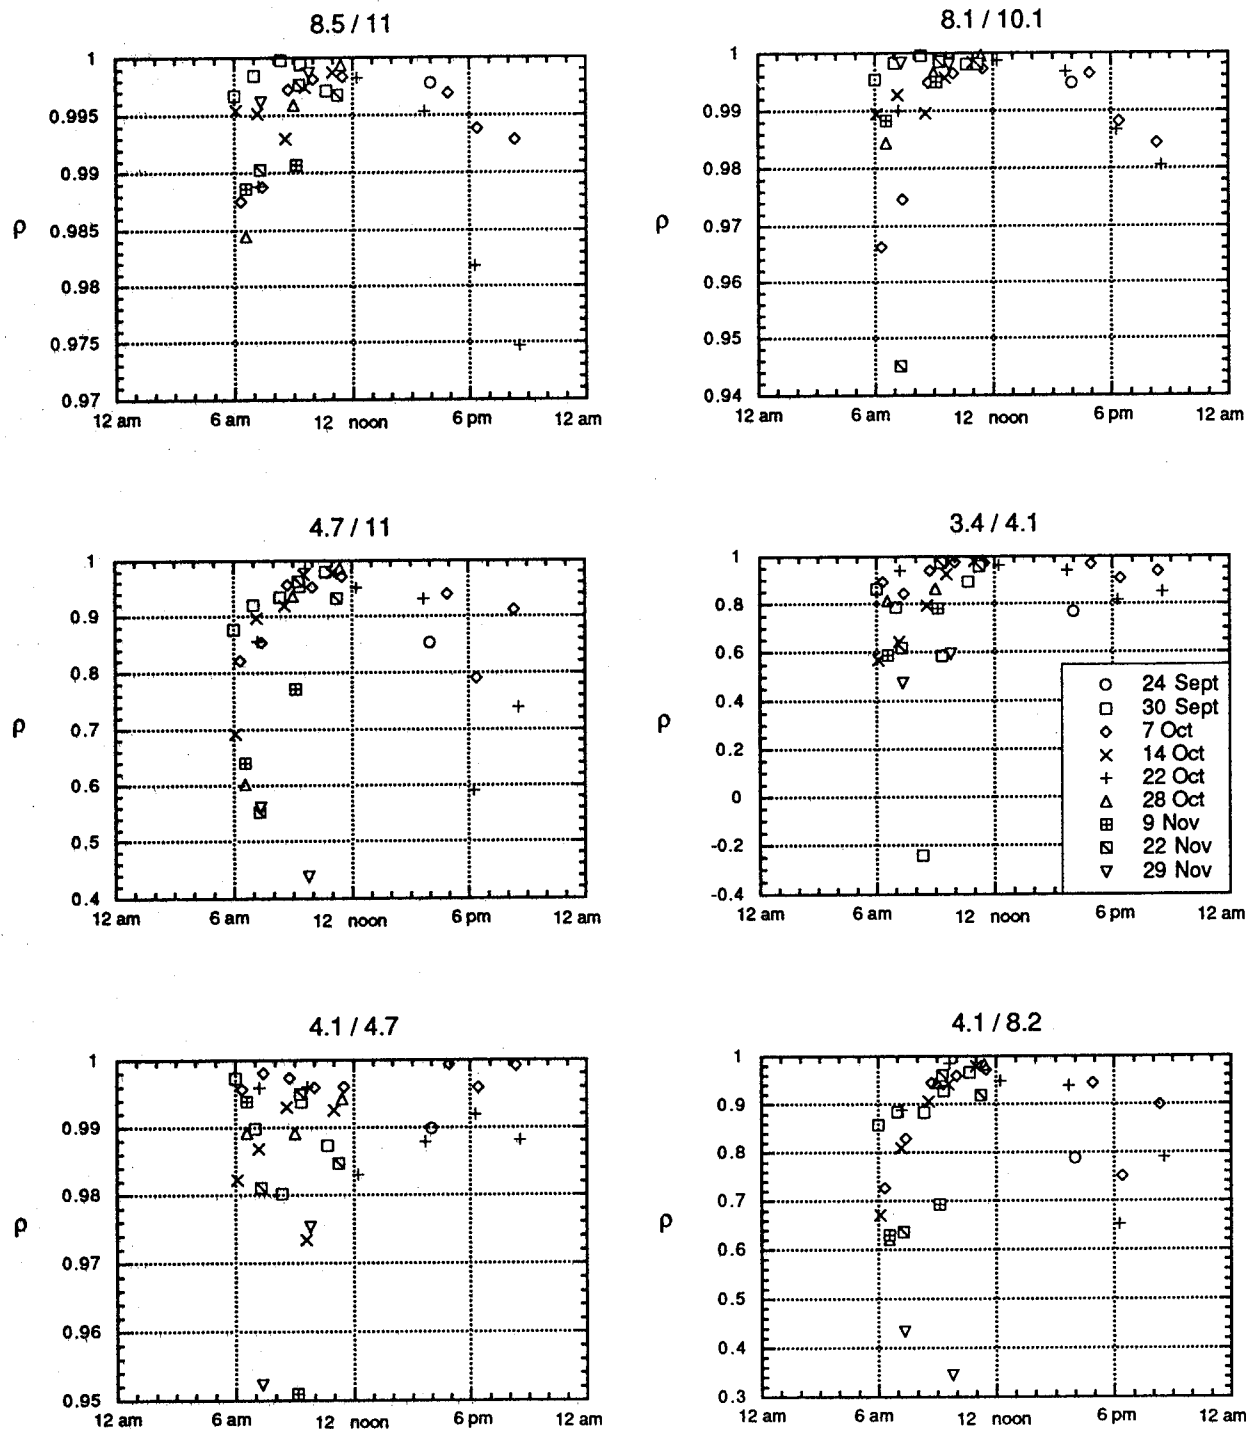 8.5 / 11
1
0.995
0.99
ρ
0.985
0.98
0.975
0.97
12 am
6 am
12 noon
6 pm
12 am
8.1 / 10.1
1
0.99
0.98
ρ
0.97
0.96
0.95
0.94
12 am
6 am
12 noon
6 pm
12 am
4.7 / 11
1
0.9
0.8
ρ
0.7
0.6
0.5
0.4
12 am
6 am
12 noon
6 pm
12 am
3.4 / 4.1
1
0.8
0.6
ρ
0.4
0.2
0
-0.2
-0.4
24 Sept
30 Sept
7 Oct
14 Oct
22 Oct
28 Oct
9 Nov
22 Nov
29 Nov
12 am
6 am
12 noon
6 pm
12 am
4.1 / 4.7
1
0.99
0.98
ρ
0.97
0.96
0.95
12 am
6 am
12 noon
6 pm
12 am
4.1 / 8.2
1
0.9
0.8
0.7
ρ
0.6
0.5
0.4
0.3
12 am
6 am
12 noon
6 pm
12 am